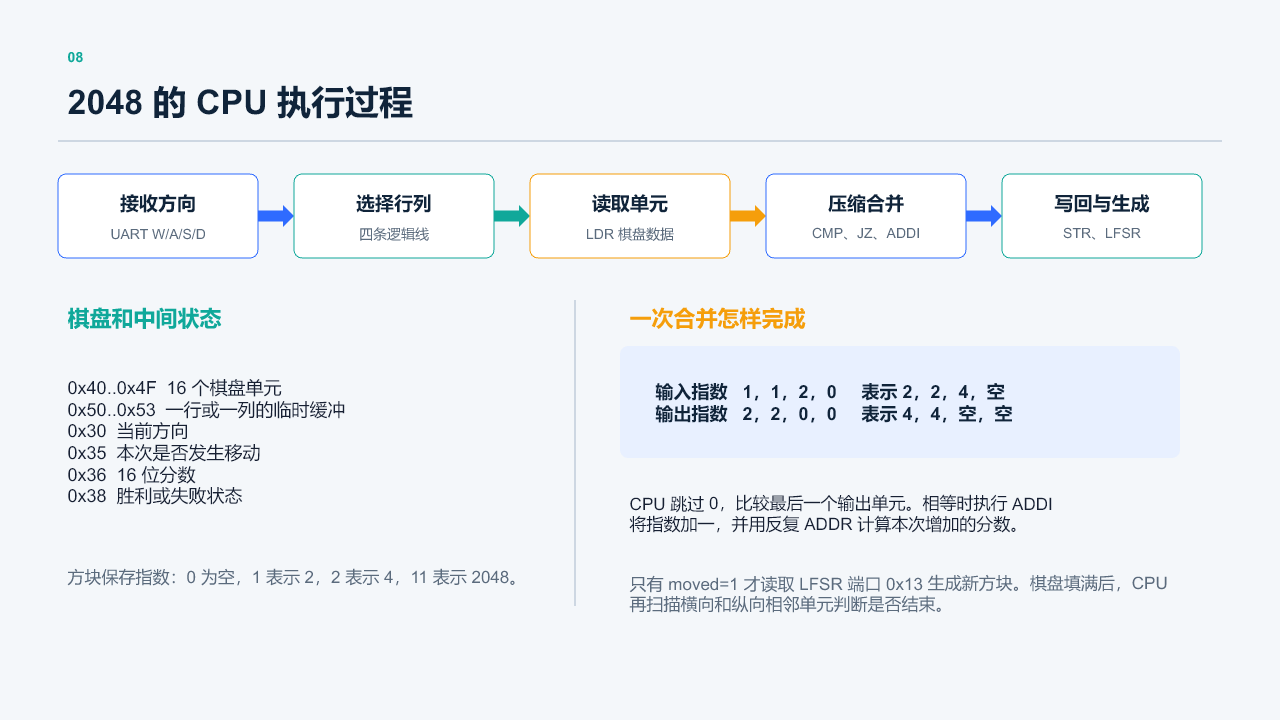 08
2048 的 CPU 执行过程
接收方向
UART W/A/S/D
选择行列
四条逻辑线
读取单元
LDR 棋盘数据
压缩合并
CMP、JZ、ADDI
写回与生成
STR、LFSR
棋盘和中间状态
0x40..0x4F 16 个棋盘单元
0x50..0x53 一行或一列的临时缓冲
0x30 当前方向
0x35 本次是否发生移动
0x36 16 位分数
0x38 胜利或失败状态
方块保存指数：0 为空，1 表示 2，2 表示 4，11 表示 2048。
一次合并怎样完成
输入指数 1，1，2，0 表示 2，2，4，空
输出指数 2，2，0，0 表示 4，4，空，空
CPU 跳过 0，比较最后一个输出单元。相等时执行 ADDI
将指数加一，并用反复 ADDR 计算本次增加的分数。
只有 moved=1 才读取 LFSR 端口 0x13 生成新方块。棋盘填满后，CPU
再扫描横向和纵向相邻单元判断是否结束。